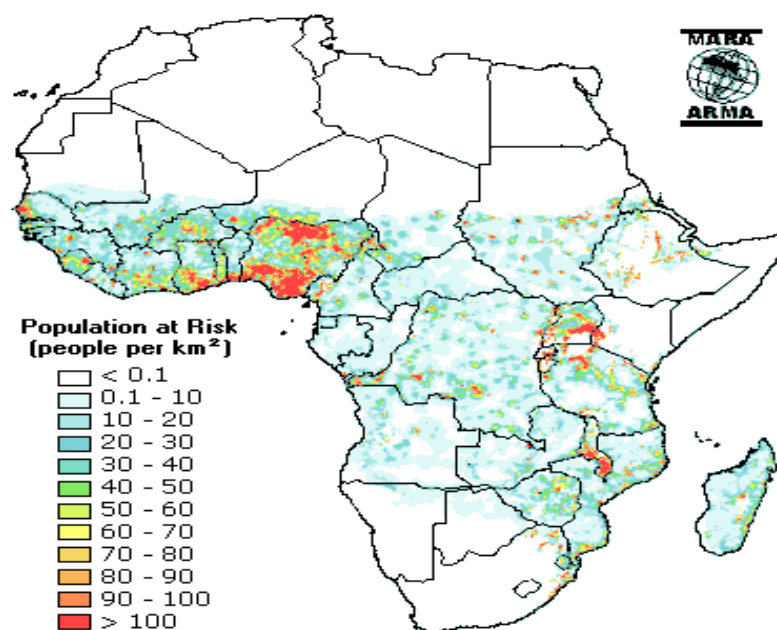 MARA
ARMA
Population at Risk
(people per km²)
< 0.1
0.1 - 10
10 - 20
20 - 30
30 - 40
40 - 50
50 - 60
60 - 70
70 - 80
80 - 90
90 - 100
> 100